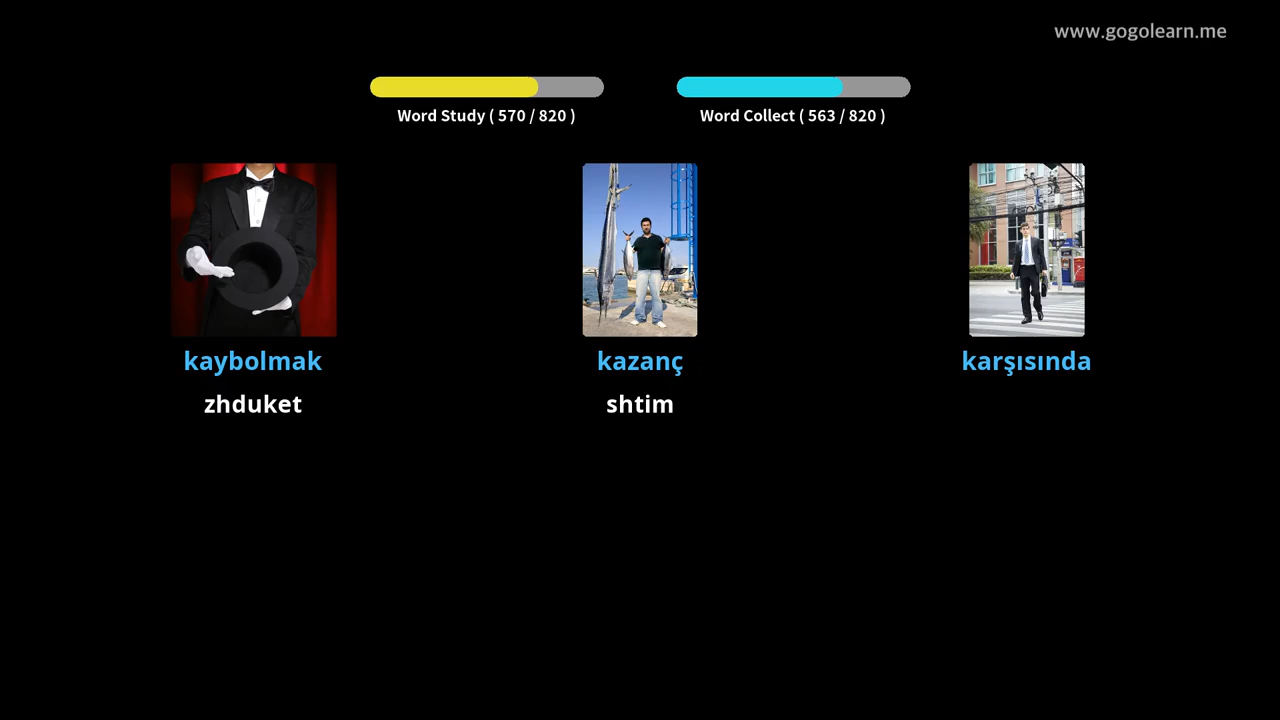 www.gogolearn.me
Word Study ( 570 / 820 )
Word Collect ( 563 / 820 )
kaybolmak
kazanç
karşısında
zhduket
shtim